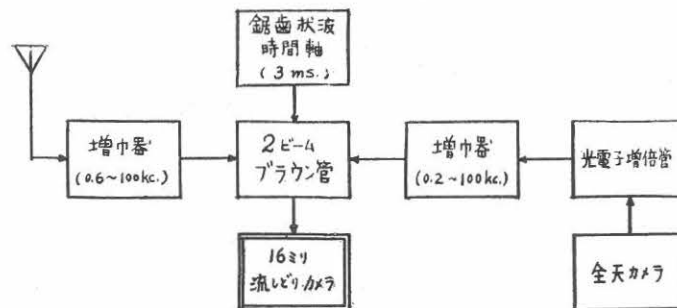 鋸歯状波
時間軸
(3ms.)
増巾器
(0.6~100kc.)
2ビーム
ブラウン管
増巾器
(0.2~100kc.)
光電子増倍管
16ミリ
流しどり.カメラ
全天カメラ